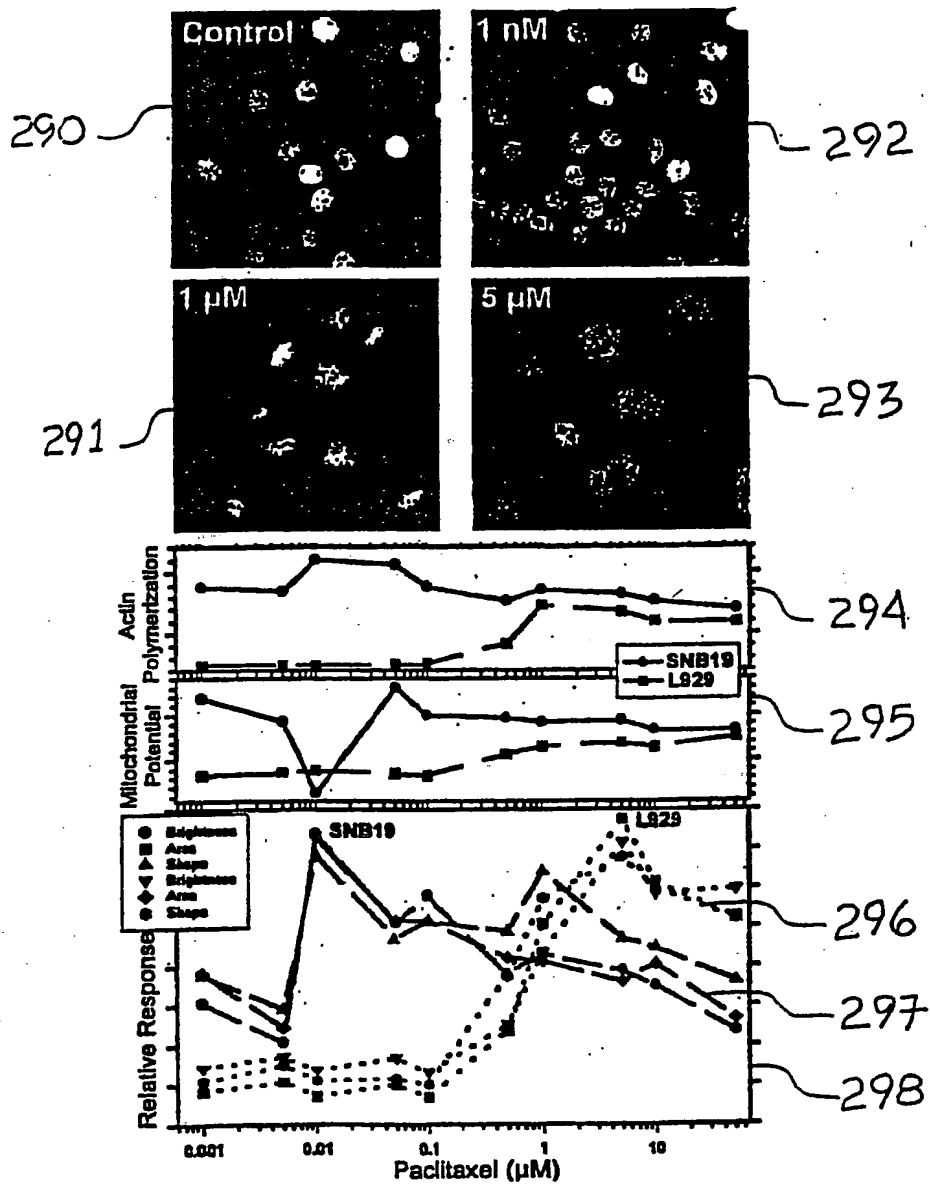 Control
1 nM
290
292
1 µM
5 µM
291
293
Actin
Polymerization
294
SNB19
L929
Mitochondrial
Potential
295
SNB19
L929
Brightness
Area
Shape
Brightness
Area
Shape
296
297
298
Relative Response
0.001
0.01
0.1
1
10
Paclitaxel (µM)